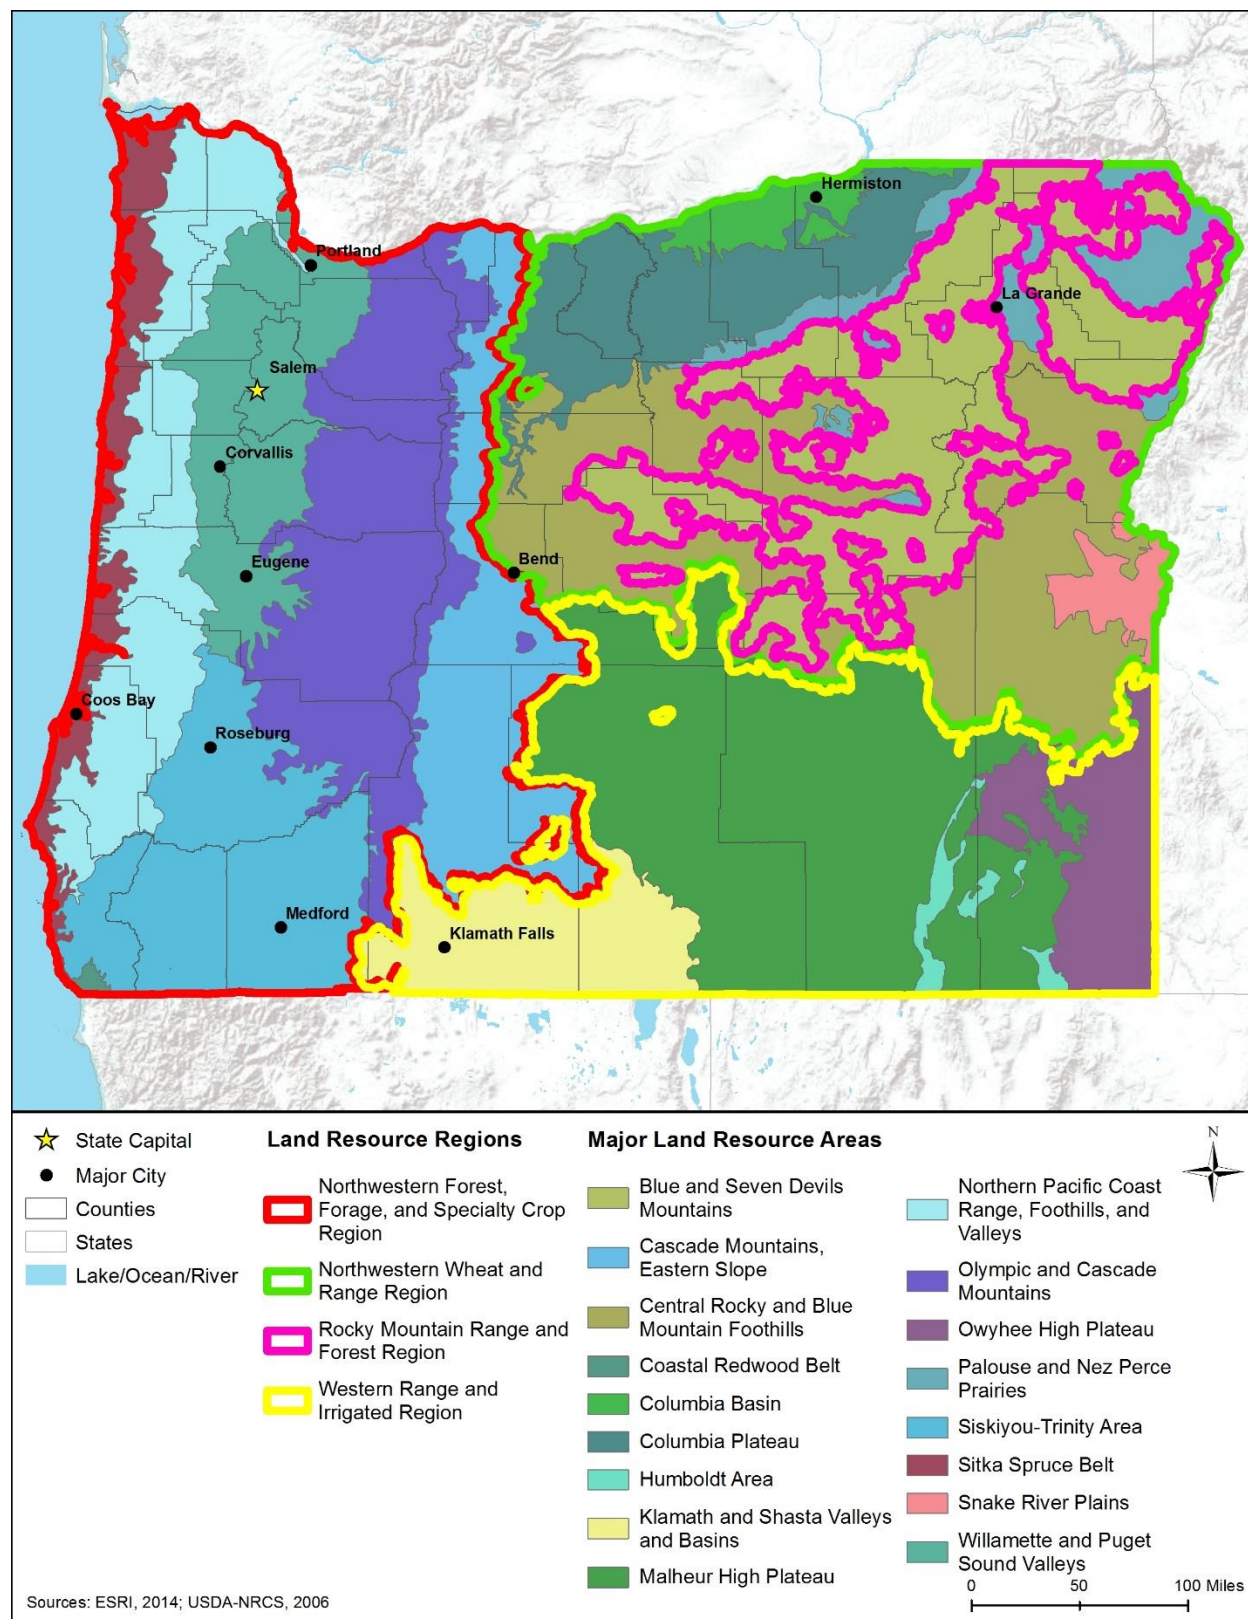 Hermiston
Portland
La Grande
Salem
Corvallis
Bend
Eugene
Coos Bay
Roseburg
Medford
Klamath Falls
State Capital
Major City
Counties
States
Lake/Ocean/River
Land Resource Regions
Northwestern Forest,
Forage, and Specialty Crop
Region
Northwestern Wheat and
Range Region
Rocky Mountain Range and
Forest Region
Western Range and
Irrigated Region
Major Land Resource Areas
Blue and Seven Devils
Mountains
Cascade Mountains,
Eastern Slope
Central Rocky and Blue
Mountain Foothills
Coastal Redwood Belt
Columbia Basin
Columbia Plateau
Humboldt Area
Klamath and Shasta Valleys
and Basins
Malheur High Plateau
Northern Pacific Coast
Range, Foothills, and
Valleys
Olympic and Cascade
Mountains
Owyhee High Plateau
Palouse and Nez Perce
Prairies
Siskiyou-Trinity Area
Sitka Spruce Belt
Snake River Plains
Willamette and Puget
Sound Valleys
N
0 50 100 Miles
Sources: ESRI, 2014; USDA-NRCS, 2006